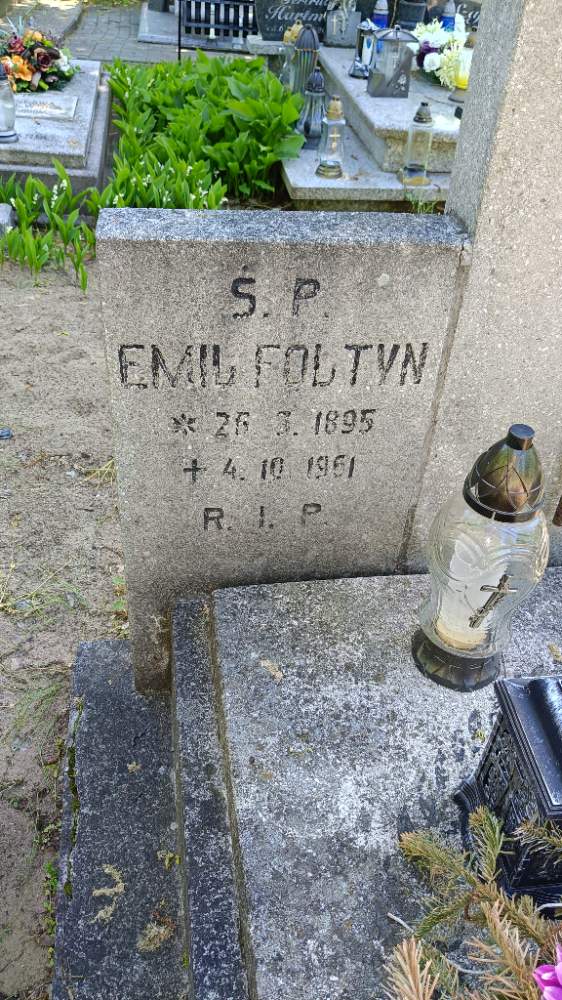 Ś. P.
EMIL FOLTYN
* 26 3. 1895
+ 4. 10 1961
R. I. P.